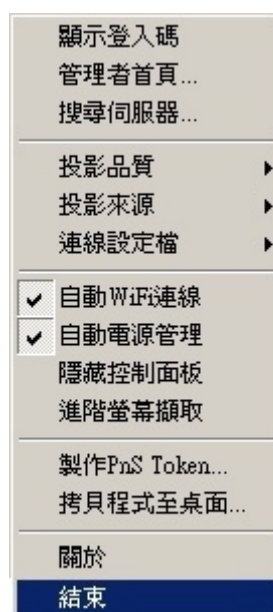 顯示登入碼
管理者首頁...
搜尋伺服器...
投影品質
投影來源
連線設定檔
自動WiFi連線
自動電源管理
隱藏控制面板
進階螢幕擷取
製作PnS Token...
拷貝程式至桌面...
關於
結束